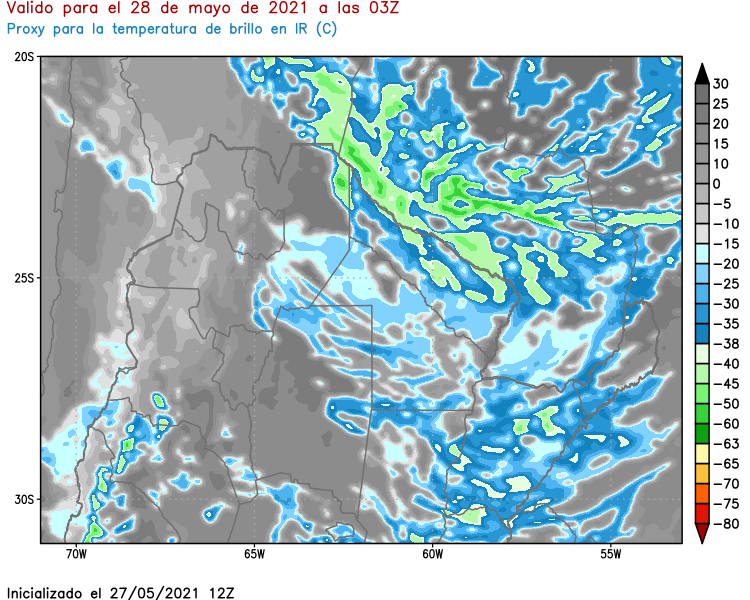 Valido para el 28 de mayo de 2021 a las 03Z
Proxy para la temperatura de brillo en IR (C)
20S
25S
30S
70W
65W
60W
55W
30
25
20
15
10
0
−5
−10
−15
−20
−25
−30
−35
−38
−40
−45
−50
−60
−63
−65
−70
−75
−80
Inicializado el 27/05/2021 12Z